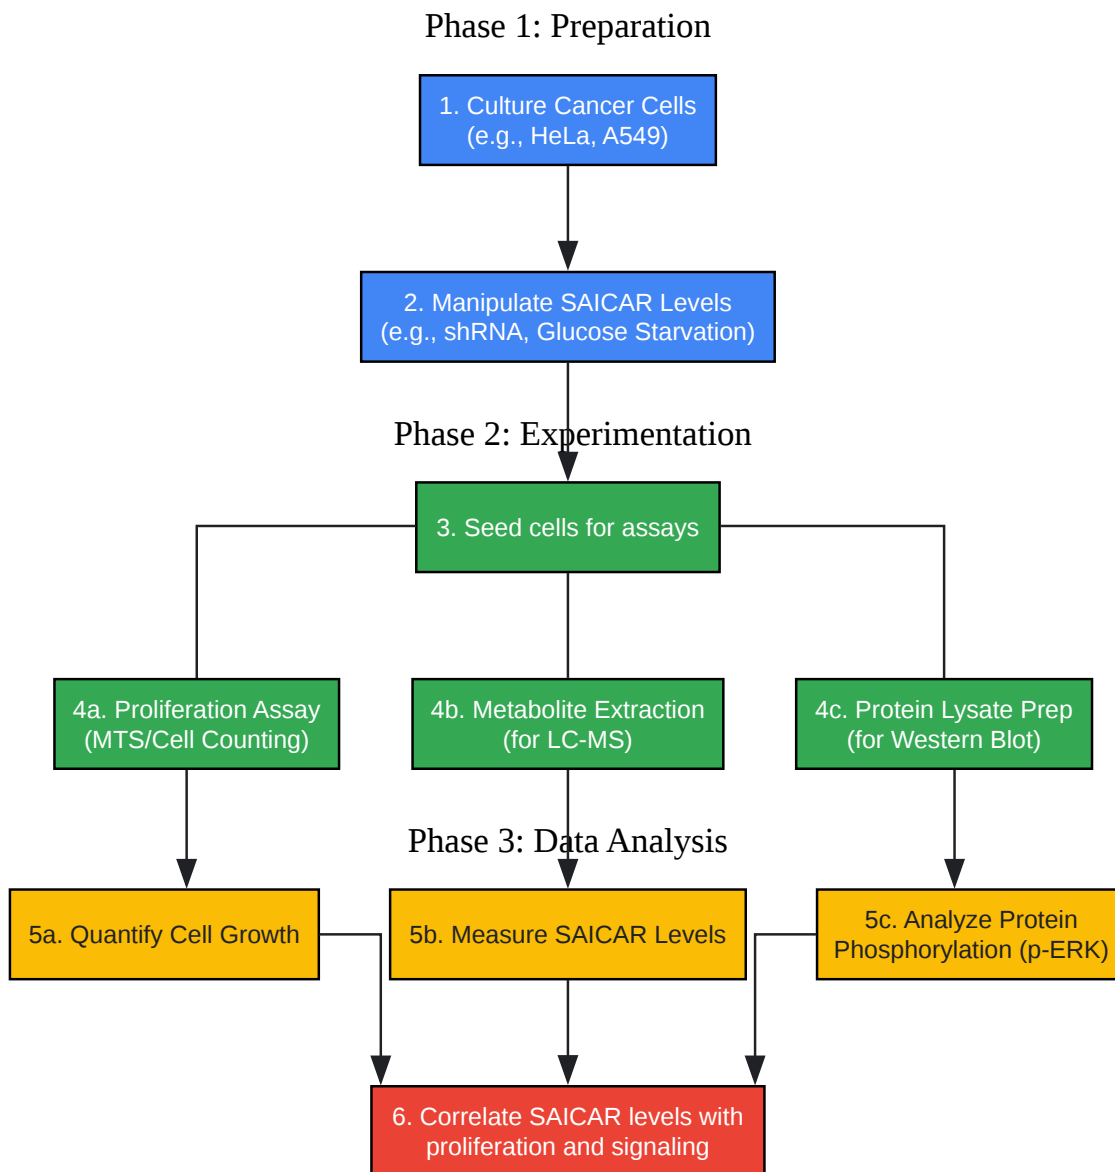 Phase 1: Preparation
1. Culture Cancer Cells
(e.g., HeLa, A549)
2. Manipulate SAICAR Levels
(e.g., shRNA, Glucose Starvation)
Phase 2: Experimentation
3. Seed cells for assays
4a. Proliferation Assay
(MTS/Cell Counting)
4b. Metabolite Extraction
(for LC-MS)
4c. Protein Lysate Prep
(for Western Blot)
Phase 3: Data Analysis
5a. Quantify Cell Growth
5b. Measure SAICAR Levels
5c. Analyze Protein
Phosphorylation (p-ERK)
6. Correlate SAICAR levels with
proliferation and signaling